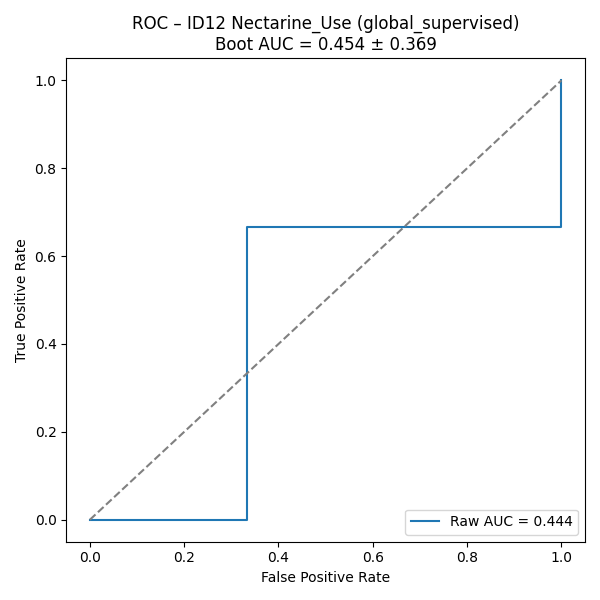 ROC – ID12 Nectarine_Use (global_supervised)
Boot AUC = 0.454 ± 0.369
True Positive Rate
1.0
0.8
0.6
0.4
0.2
0.0
0.0 0.2 0.4 0.6 0.8 1.0
False Positive Rate
Raw AUC = 0.444